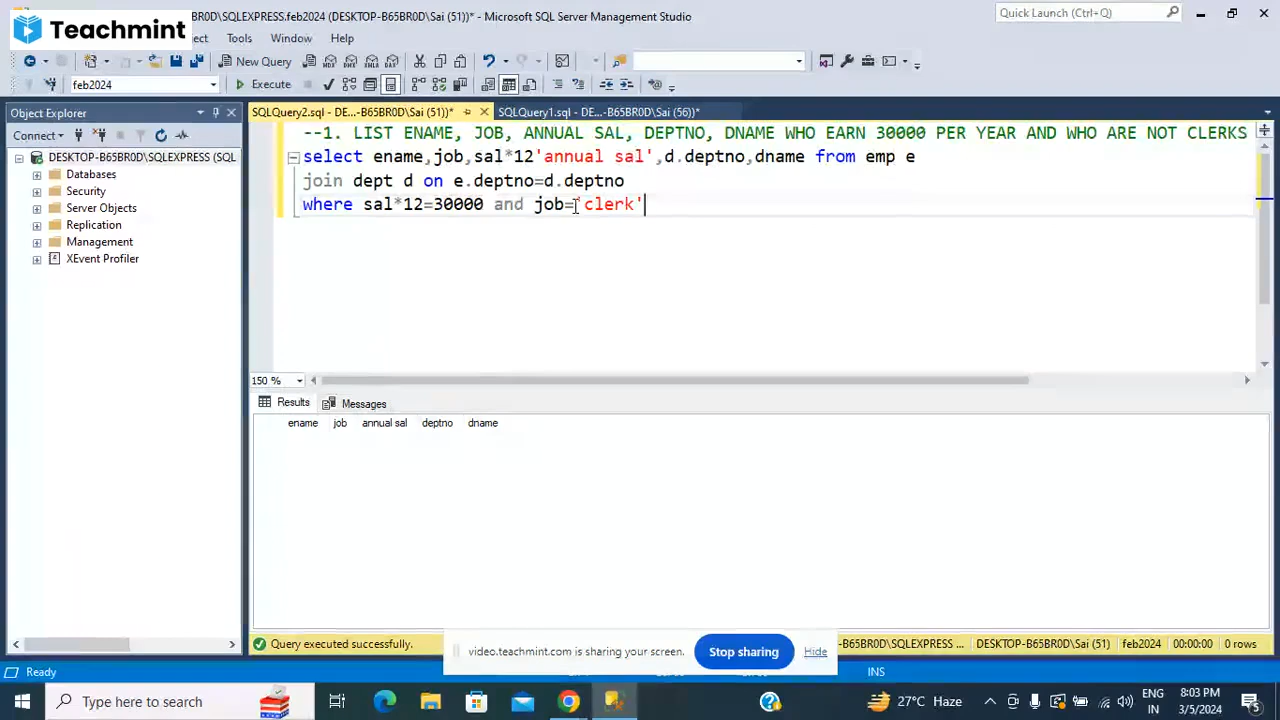 SQLEXPRESS.feb2024 (DESKTOP-B65BR0D\Sai (51))* - Microsoft SQL Server Management Studio
Quick Launch (Ctrl+Q)
Teachmint
Tools Window Help
New Query
feb2024
Execute
Object Explorer
SQLQuery2.sql - DE...-B65BR0D\Sai (51))*
SQLQuery1.sql - DE...-B65BR0D\Sai (56))*
Connect
DESKTOP-B65BR0D\SQLEXPRESS (SQL
Databases
Security
Server Objects
Replication
Management
XEvent Profiler
--1. LIST ENAME, JOB, ANNUAL SAL, DEPTNO, DNAME WHO EARN 30000 PER YEAR AND WHO ARE NOT CLERKS
select ename,job,sal*12'annual sal',d.deptno,dname from emp e
join dept d on e.deptno=d.deptno
where sal*12=30000 and job='clerk'
150 %
Results Messages
ename job annual sal deptno dname
Query executed successfully.
-B65BR0D\SQLEXPRESS ... DESKTOP-B65BR0D\Sai (51) feb2024 00:00:00 0 rows
video.teachmint.com is sharing your screen. Stop sharing Hide
Ready
INS
Type here to search
27°C Haze
ENG
IN
8:03 PM
3/5/2024
5